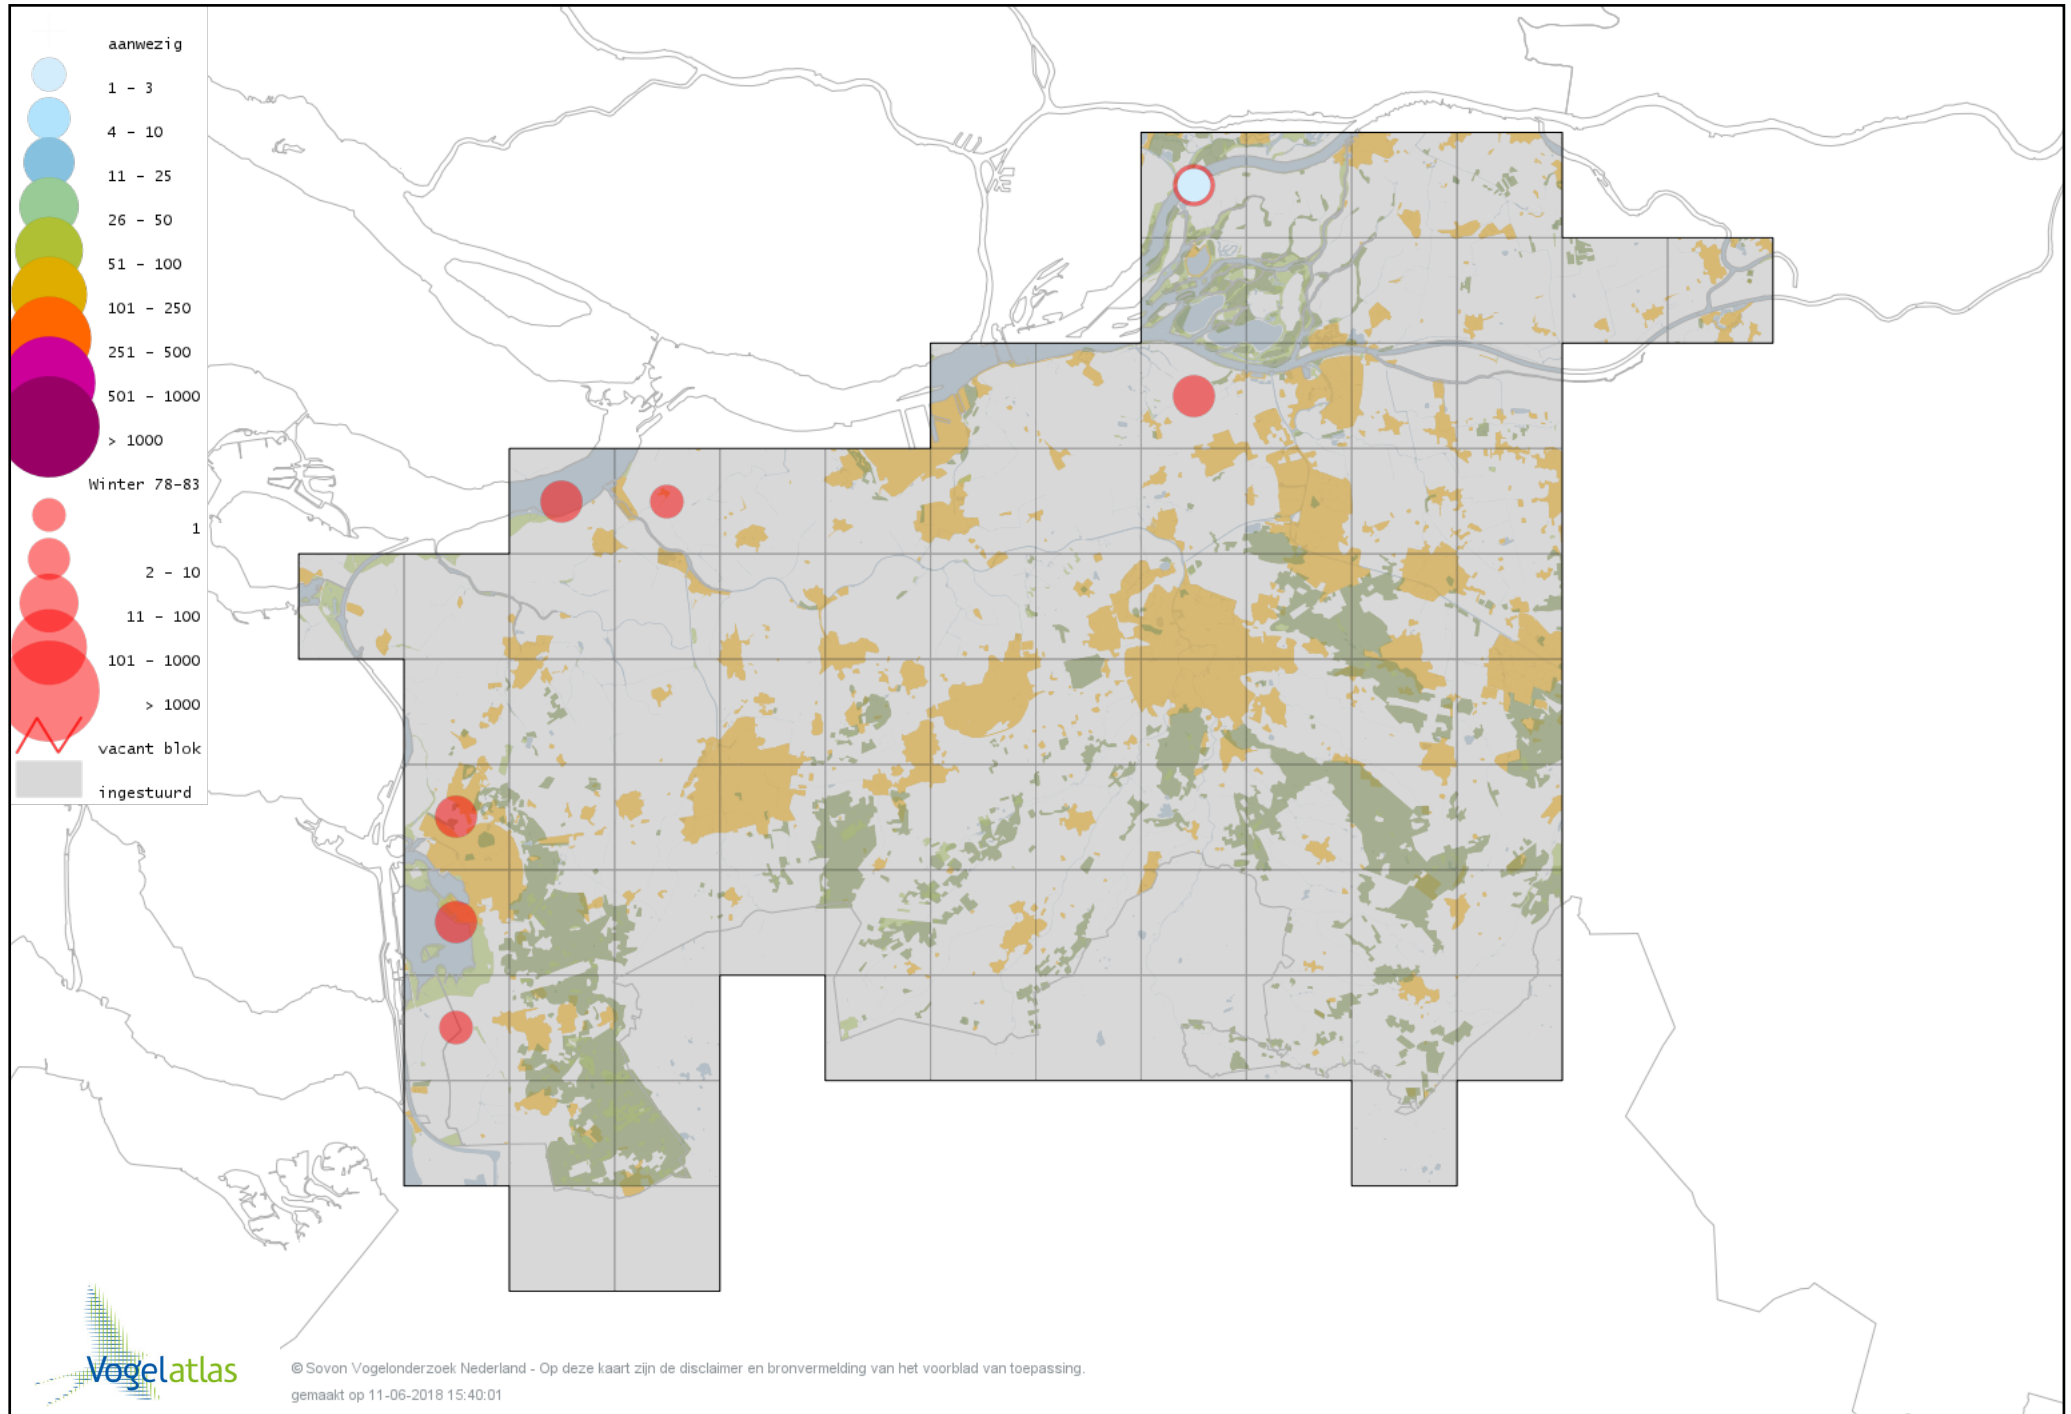 aanwezig
1 – 3
4 – 10
11 – 25
26 – 50
51 – 100
101 – 250
251 – 500
501 – 1000
> 1000
Winter 78-83
1
2 – 10
11 – 100
101 – 1000
> 1000
vacant blok
ingestuurd
Vogelatlas
© Sovon Vogelonderzoek Nederland - Op deze kaart zijn de disclaimer en bronvermelding van het voorblad van toepassing.
gemaakt op 11-06-2018 15:40:01